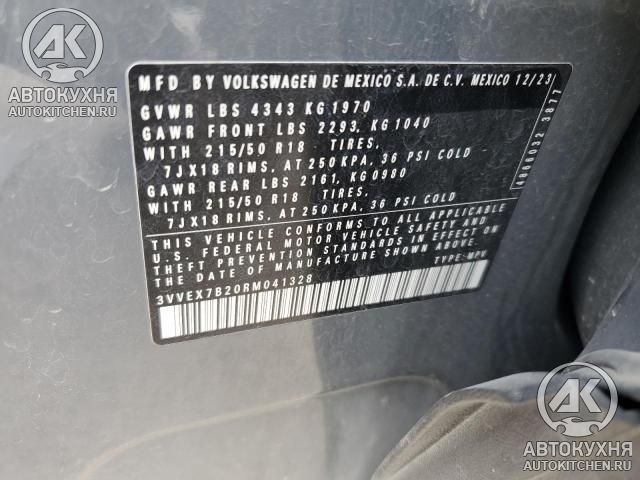 AK
АВТОКУХНЯ
AUTOKITCHEN.RU
MFD BY VOLKSWAGEN DE MEXICO S.A. DE C.V. MEXICO 12/23
GVWR LBS 4343 KG 1970
GAWR FRONT LBS 2293, KG 1040
WITH 215/50 R18 TIRES,
7JX18 RIMS, AT 250 KPA, 36 PSI COLD
GAWR REAR LBS 2161, KG 0980
WITH 215/50 R18 TIRES,
7JX18 RIMS, AT 250 KPA, 36 PSI COLD
THIS VEHICLE CONFORMS TO ALL APPLICABLE
U.S. FEDERAL MOTOR VEHICLE SAFETY AND
THEFT PREVENTION STANDARDS IN EFFECT ON
THE DATE OF MANUFACTURE SHOWN ABOVE.
3VVEX7B20RM041328 TYPE:MPV
4866032 3877
AK
АВТОКУХНЯ
AUTOKITCHEN.RU